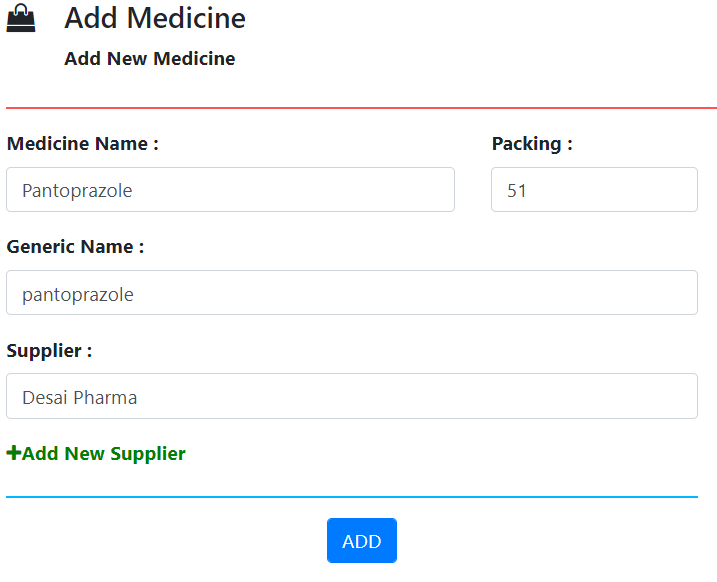 Add Medicine
Add New Medicine
Medicine Name :
Packing :
Pantoprazole
51
Generic Name :
pantoprazole
Supplier :
Desai Pharma
Add New Supplier
ADD